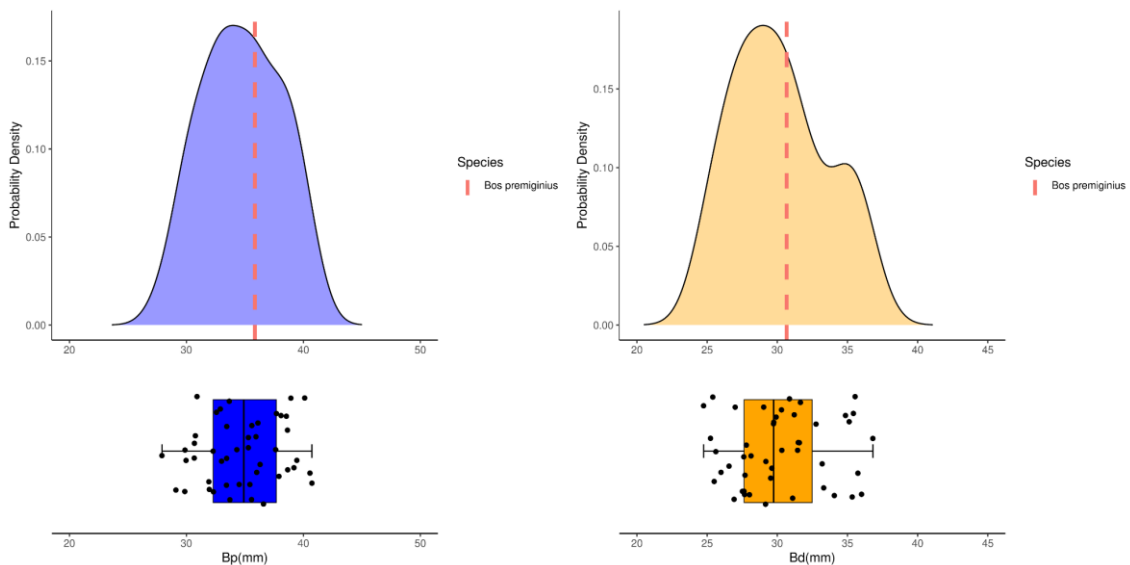 Probability Density
0.15
0.10
0.05
0.00
20 30 40 50
Species
Bos premiginius
Probability Density
0.15
0.10
0.05
0.00
20 25 30 35 40 45
Species
Bos premiginius
20 30 40 50
Bp(mm)
20 25 30 35 40 45
Bd(mm)